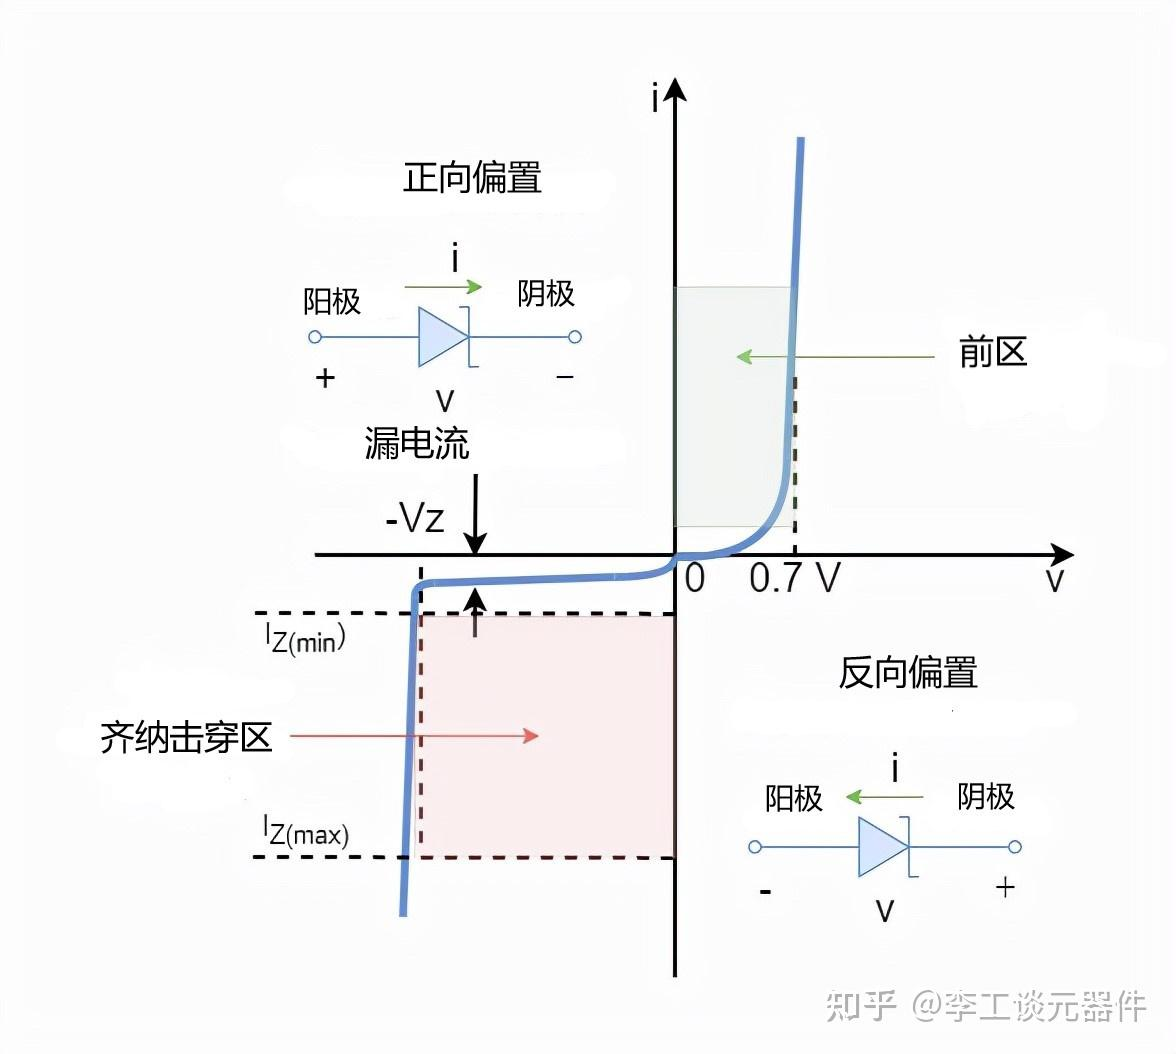 i
正向偏置
i
阳极
阴极
+
−
v
前区
漏电流
-Vz
0
0.7 V
v
IZ(min)
反向偏置
齐纳击穿区
i
阳极
阴极
IZ(max)
-
+
v
知乎 @李工谈元器件